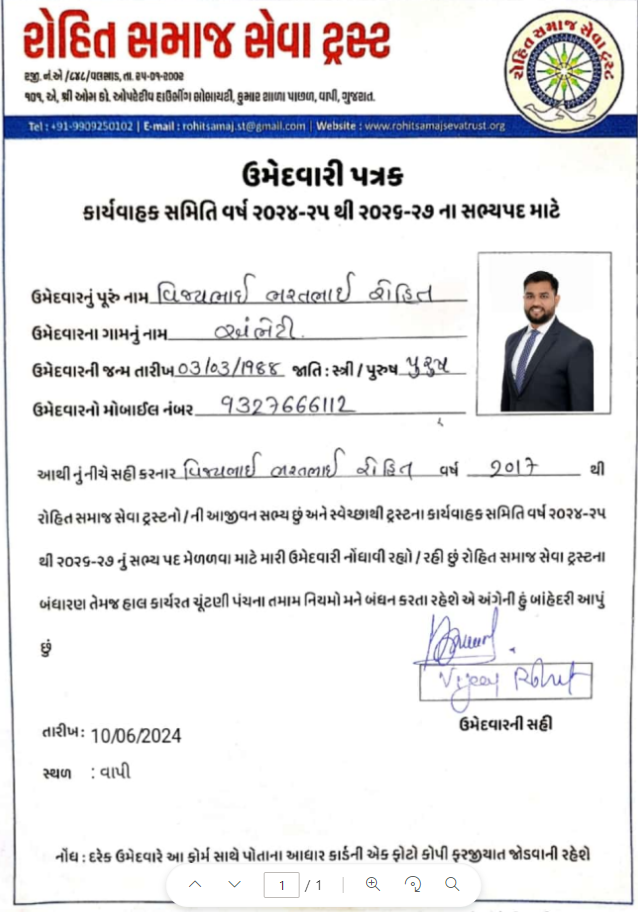 રોહિત સમાજ સેવા ટ્રસ્ટ
રજી. નં.એ /૮૪૮/વલસાડ, તા. ૨૫-૦૧-૨૦૦૨
૧૦૧, એ, શ્રી ઓમ કો. ઓપરેટીવ હાઉસીંગ સોસાયટી, કુમાર શાળા પાછળ, વાપી, ગુજરાત.
રોહિત સમાજ સેવા ટ્રસ્ટ
Tel : +91-9909250102 | E-mail : rohitsamaj.st@gmail.com | Website : www.rohitsamajsevatrust.org
ઉમેદવારી પત્રક
કાર્યવાહક સમિતિ વર્ષ ૨૦૨૪-૨૫ થી ૨૦૨૬-૨૭ ના સભ્યપદ માટે
ઉમેદવારનું પૂરું નામ વિજયભાઈ ભરતભાઈ રોહિત
ઉમેદવારના ગામનું નામ
ઉમેદવારની જન્મ તારીખ 03/03/1988 જાતિ : સ્ત્રી / પુરુષ પુરુષ
ઉમેદવારનો મોબાઈલ નંબર 9327666112
આથી નું નીચે સહી કરનાર વિજયભાઈ ભરતભાઈ રોહિત વર્ષ 2017 થી
રોહિત સમાજ સેવા ટ્રસ્ટનો / ની આજીવન સભ્ય છું અને સ્વેચ્છાથી ટ્રસ્ટના કાર્યવાહક સમિતિ વર્ષ ૨૦૨૪-૨૫
થી ૨૦૨૬-૨૭ નું સભ્ય પદ મેળળવા માટે મારી ઉમેદવારી નોંધાવી રહ્યો / રહી છું રોહિત સમાજ સેવા ટ્રસ્ટના
બંધારણ તેમજ હાલ કાર્યરત ચૂંટણી પંચના તમામ નિયમો મને બંધન કરતા રહેશે એ અંગેની હું બાંહેદરી આપું
છું
Vijay Rohit
ઉમેદવારની સહી
તારીખ: 10/06/2024
સ્થળ : વાપી
નોંધ : દરેક ઉમેદવારે આ ફોર્મ સાથે પોતાના આધાર કાર્ડની એક ફોટો કોપી ફરજીયાત જોડવાની રહેશે
1 / 1